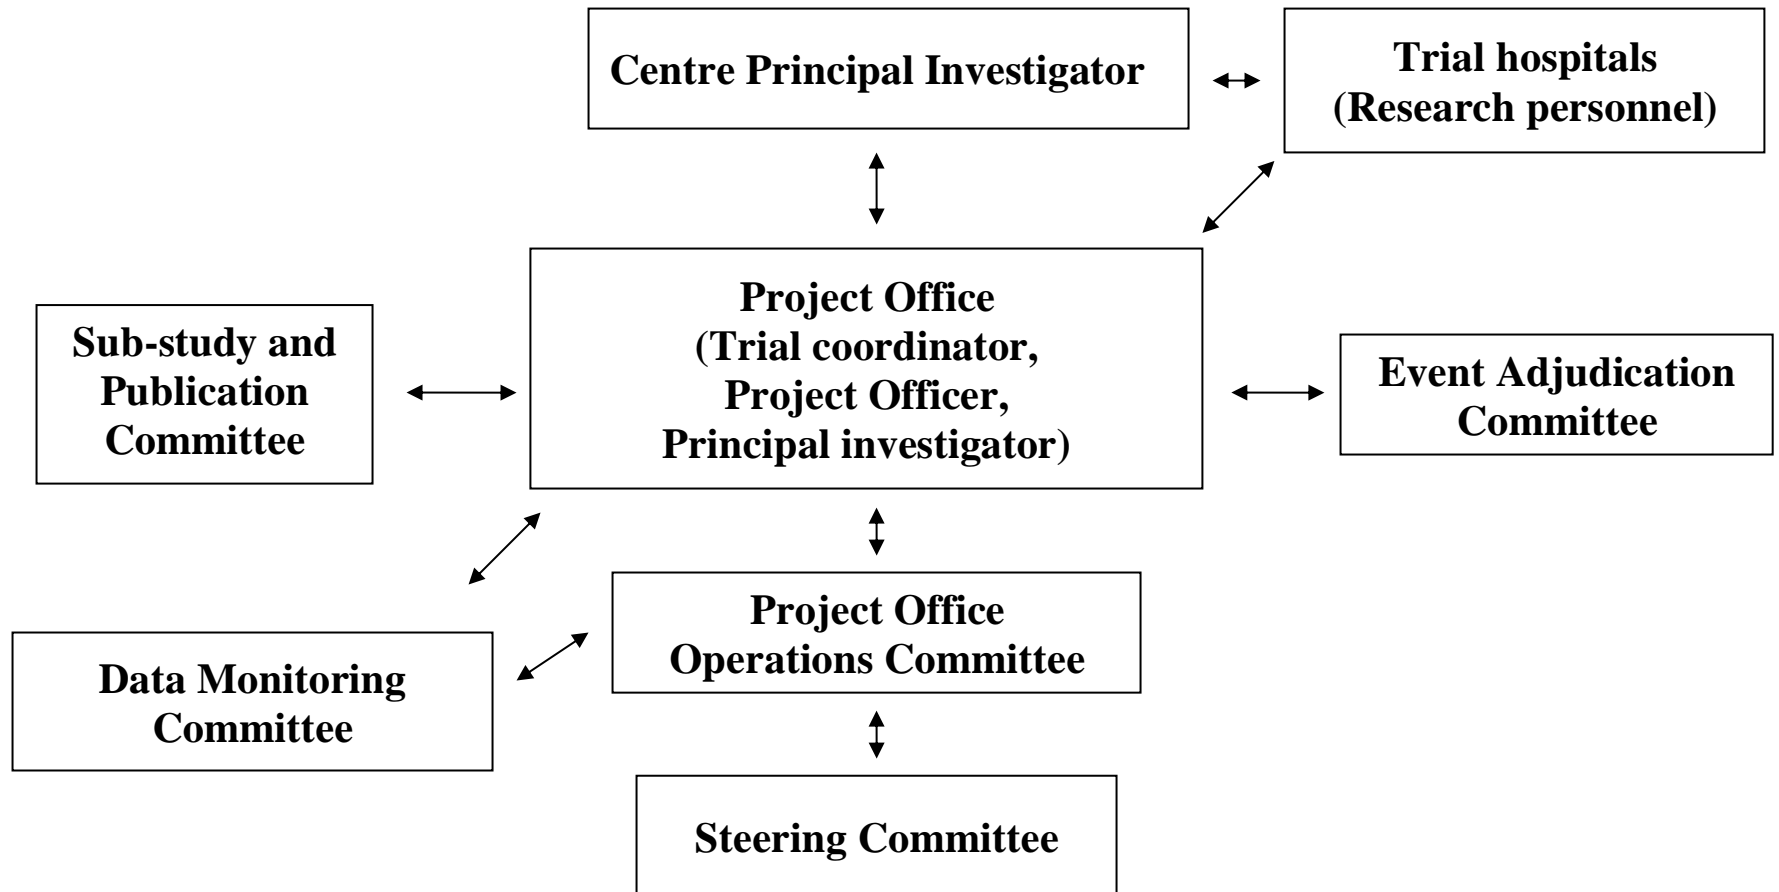 Centre Principal Investigator
Trial hospitals
(Research personnel)
Project Office
(Trial coordinator,
Project Officer,
Principal investigator)
Sub-study and
Publication
Committee
Event Adjudication
Committee
Project Office
Operations Committee
Data Monitoring
Committee
Steering Committee